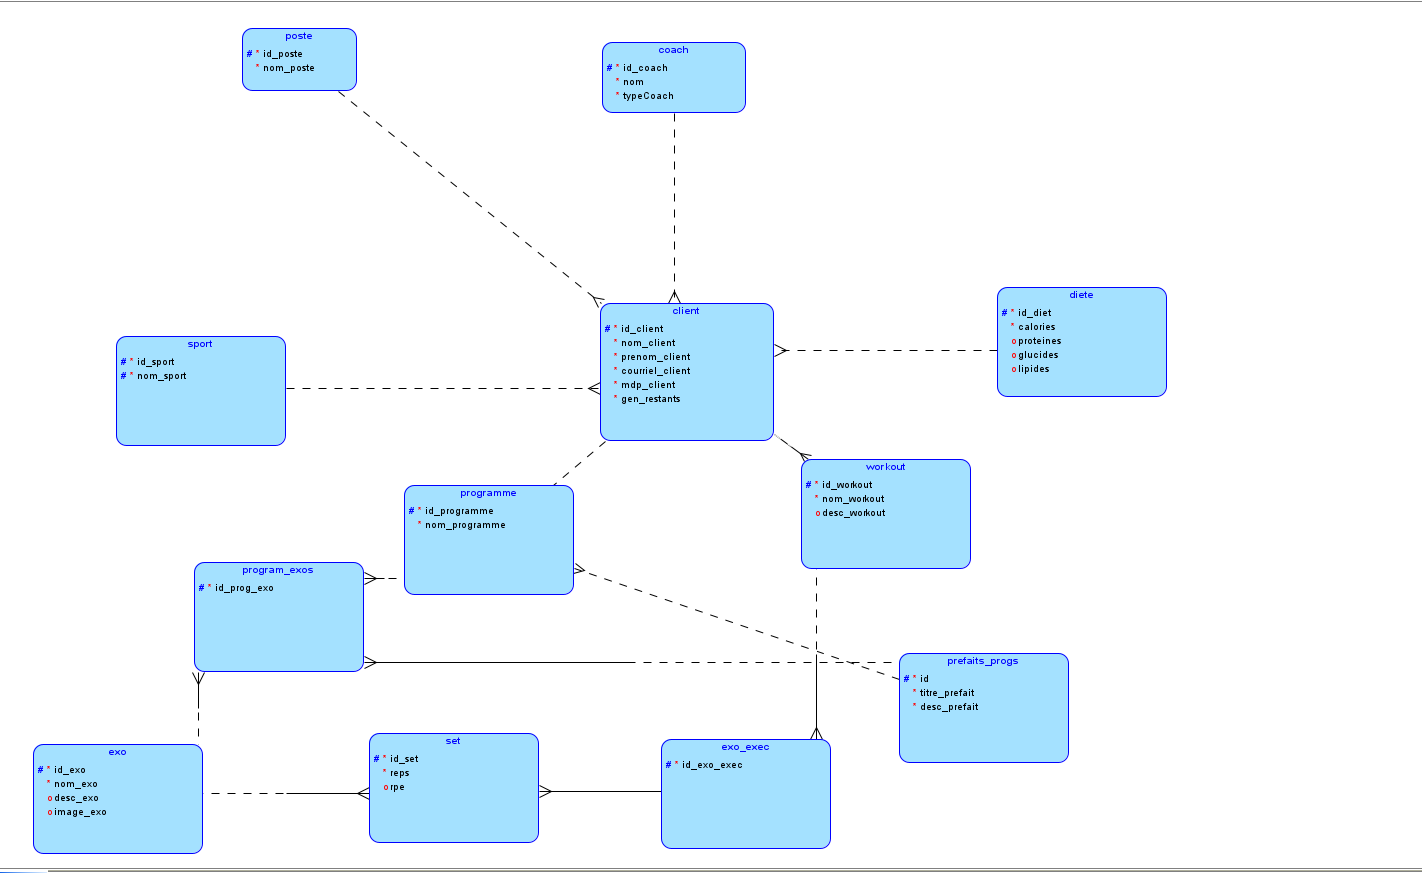 poste
# * id_poste
* nom_poste
coach
# * id_coach
* nom
* typeCoach
client
# * id_client
* nom_client
* prenom_client
* courriel_client
* mdp_client
* gen_restants
diete
# * id_diet
* calories
o proteines
o glucides
o lipides
sport
# * id_sport
# * nom_sport
programme
# * id_programme
* nom_programme
workout
# * id_workout
* nom_workout
o desc_workout
program_exos
# * id_prog_exo
prefaits_progs
# * id
* titre_prefait
* desc_prefait
exo
# * id_exo
* nom_exo
o desc_exo
o image_exo
set
# * id_set
* reps
o rpe
exo_exec
# * id_exo_exec